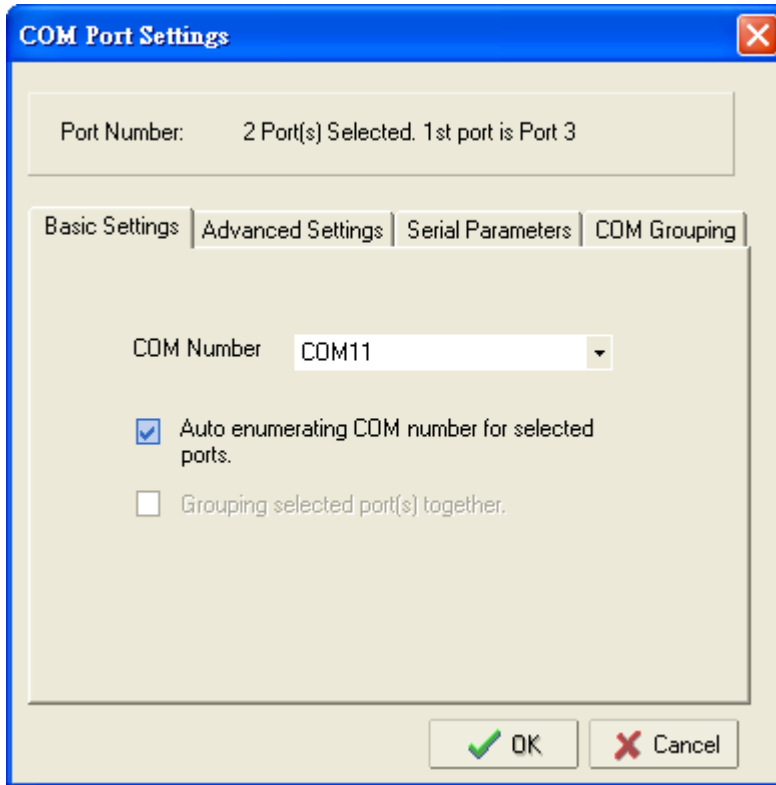 COM Port Settings
Port Number: 2 Port(s) Selected. 1st port is Port 3
Basic Settings Advanced Settings Serial Parameters COM Grouping
COM Number COM11
Auto enumerating COM number for selected
ports.
Grouping selected port(s) together.
OK Cancel